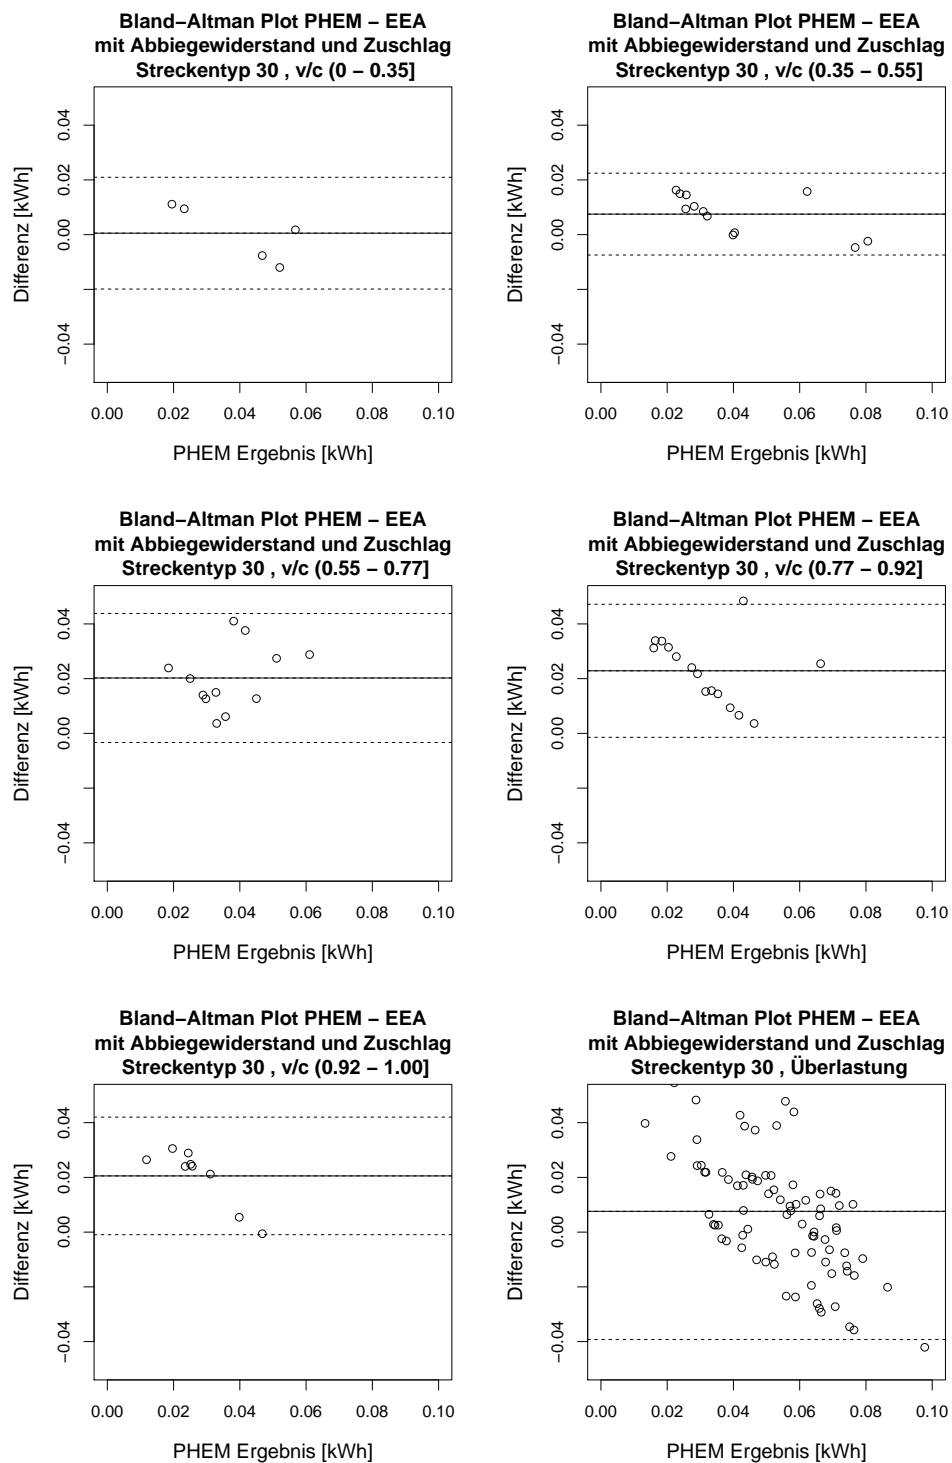 Bland−Altman Plot PHEM − EEA
mit Abbiegewiderstand und Zuschlag
Streckentyp 30 , v/c (0 − 0.35]
Differenz [kWh]
0.04
0.02
0.00
−0.04
0.00 0.02 0.04 0.06 0.08 0.10
PHEM Ergebnis [kWh]
Bland−Altman Plot PHEM − EEA
mit Abbiegewiderstand und Zuschlag
Streckentyp 30 , v/c (0.35 − 0.55]
Differenz [kWh]
0.04
0.02
0.00
−0.04
0.00 0.02 0.04 0.06 0.08 0.10
PHEM Ergebnis [kWh]
Bland−Altman Plot PHEM − EEA
mit Abbiegewiderstand und Zuschlag
Streckentyp 30 , v/c (0.55 − 0.77]
Differenz [kWh]
0.04
0.02
0.00
−0.04
0.00 0.02 0.04 0.06 0.08 0.10
PHEM Ergebnis [kWh]
Bland−Altman Plot PHEM − EEA
mit Abbiegewiderstand und Zuschlag
Streckentyp 30 , v/c (0.77 − 0.92]
Differenz [kWh]
0.04
0.02
0.00
−0.04
0.00 0.02 0.04 0.06 0.08 0.10
PHEM Ergebnis [kWh]
Bland−Altman Plot PHEM − EEA
mit Abbiegewiderstand und Zuschlag
Streckentyp 30 , v/c (0.92 − 1.00]
Differenz [kWh]
0.04
0.02
0.00
−0.04
0.00 0.02 0.04 0.06 0.08 0.10
PHEM Ergebnis [kWh]
Bland−Altman Plot PHEM − EEA
mit Abbiegewiderstand und Zuschlag
Streckentyp 30 , Überlastung
Differenz [kWh]
0.04
0.02
0.00
−0.04
0.00 0.02 0.04 0.06 0.08 0.10
PHEM Ergebnis [kWh]